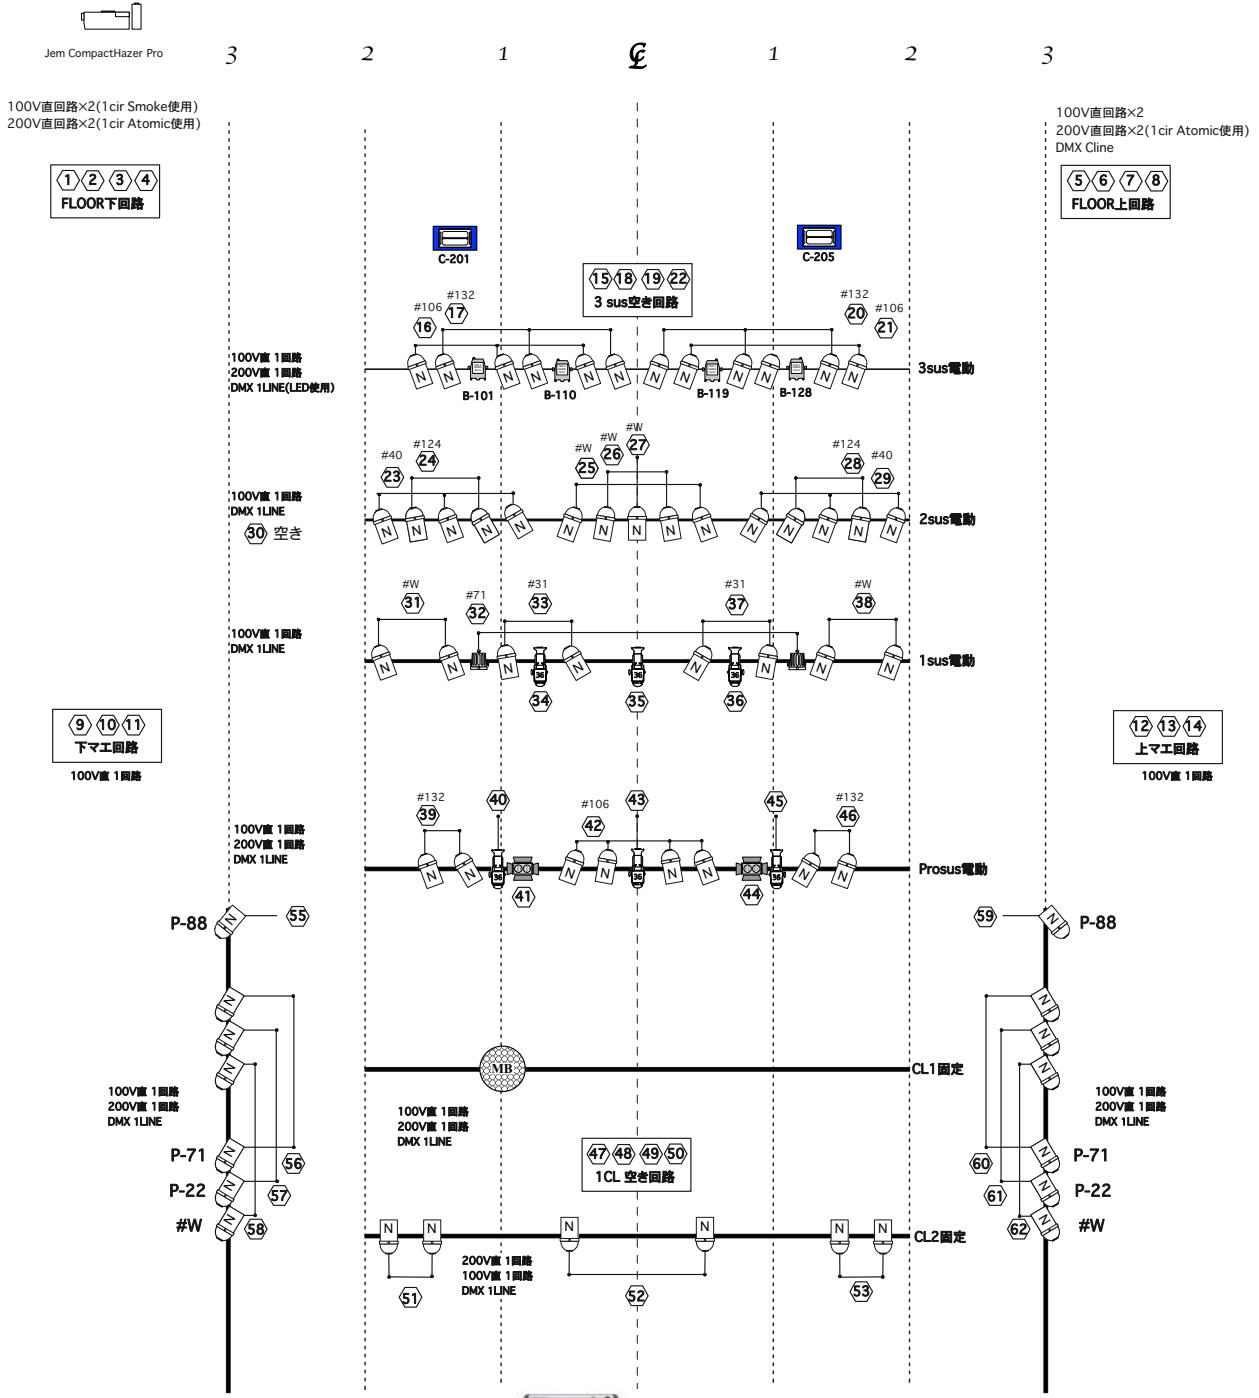 Jem CompactHazer Pro
3 2 1 ℄ 1 2 3
100V直回路×2(1cir Smoke使用)
200V直回路×2(1cir Atomic使用)
100V直回路×2
200V直回路×2(1cir Atomic使用)
DMX Cline
1 2 3 4
FLOOR下回路
5 6 7 8
FLOOR上回路
C-201
C-205
15 18 19 22
3 sus空き回路
#106
16
#132
17
#132
20
#106
21
100V直 1回路
200V直 1回路
DMX 1LINE(LED使用)
N N N N N N N N N N N N
3sus電動
B-101
B-110
B-119
B-128
#40
23
#124
24
#W
25
#W
26
#W
27
#124
28
#40
29
100V直 1回路
DMX 1LINE
30 空き
N N N N N N N N N N N N N N N
2sus電動
#W
31
#71
32
#31
33
#31
37
#W
38
100V直 1回路
DMX 1LINE
N N N N 36 36 N 36 N N N
1sus電動
34
35
36
9 10 11
下マエ回路
100V直 1回路
12 13 14
上マエ回路
100V直 1回路
#132
39
40
#106
42
43
45
#132
46
100V直 1回路
200V直 1回路
DMX 1LINE
N N 36 N N 36 N N 36 N N
Prosus電動
41
44
P-88
N
55
59
N
P-88
N
N
N
N
N
N
MB
CL1固定
100V直 1回路
200V直 1回路
DMX 1LINE
100V直 1回路
200V直 1回路
DMX 1LINE
100V直 1回路
200V直 1回路
DMX 1LINE
47 48 49 50
1CL 空き回路
P-71
N
56
60
N
P-71
P-22
N
57
61
N
P-22
#W
N
58
62
N
#W
N N N N N N
CL2固定
200V直 1回路
100V直 1回路
DMX 1LINE
51
52
53